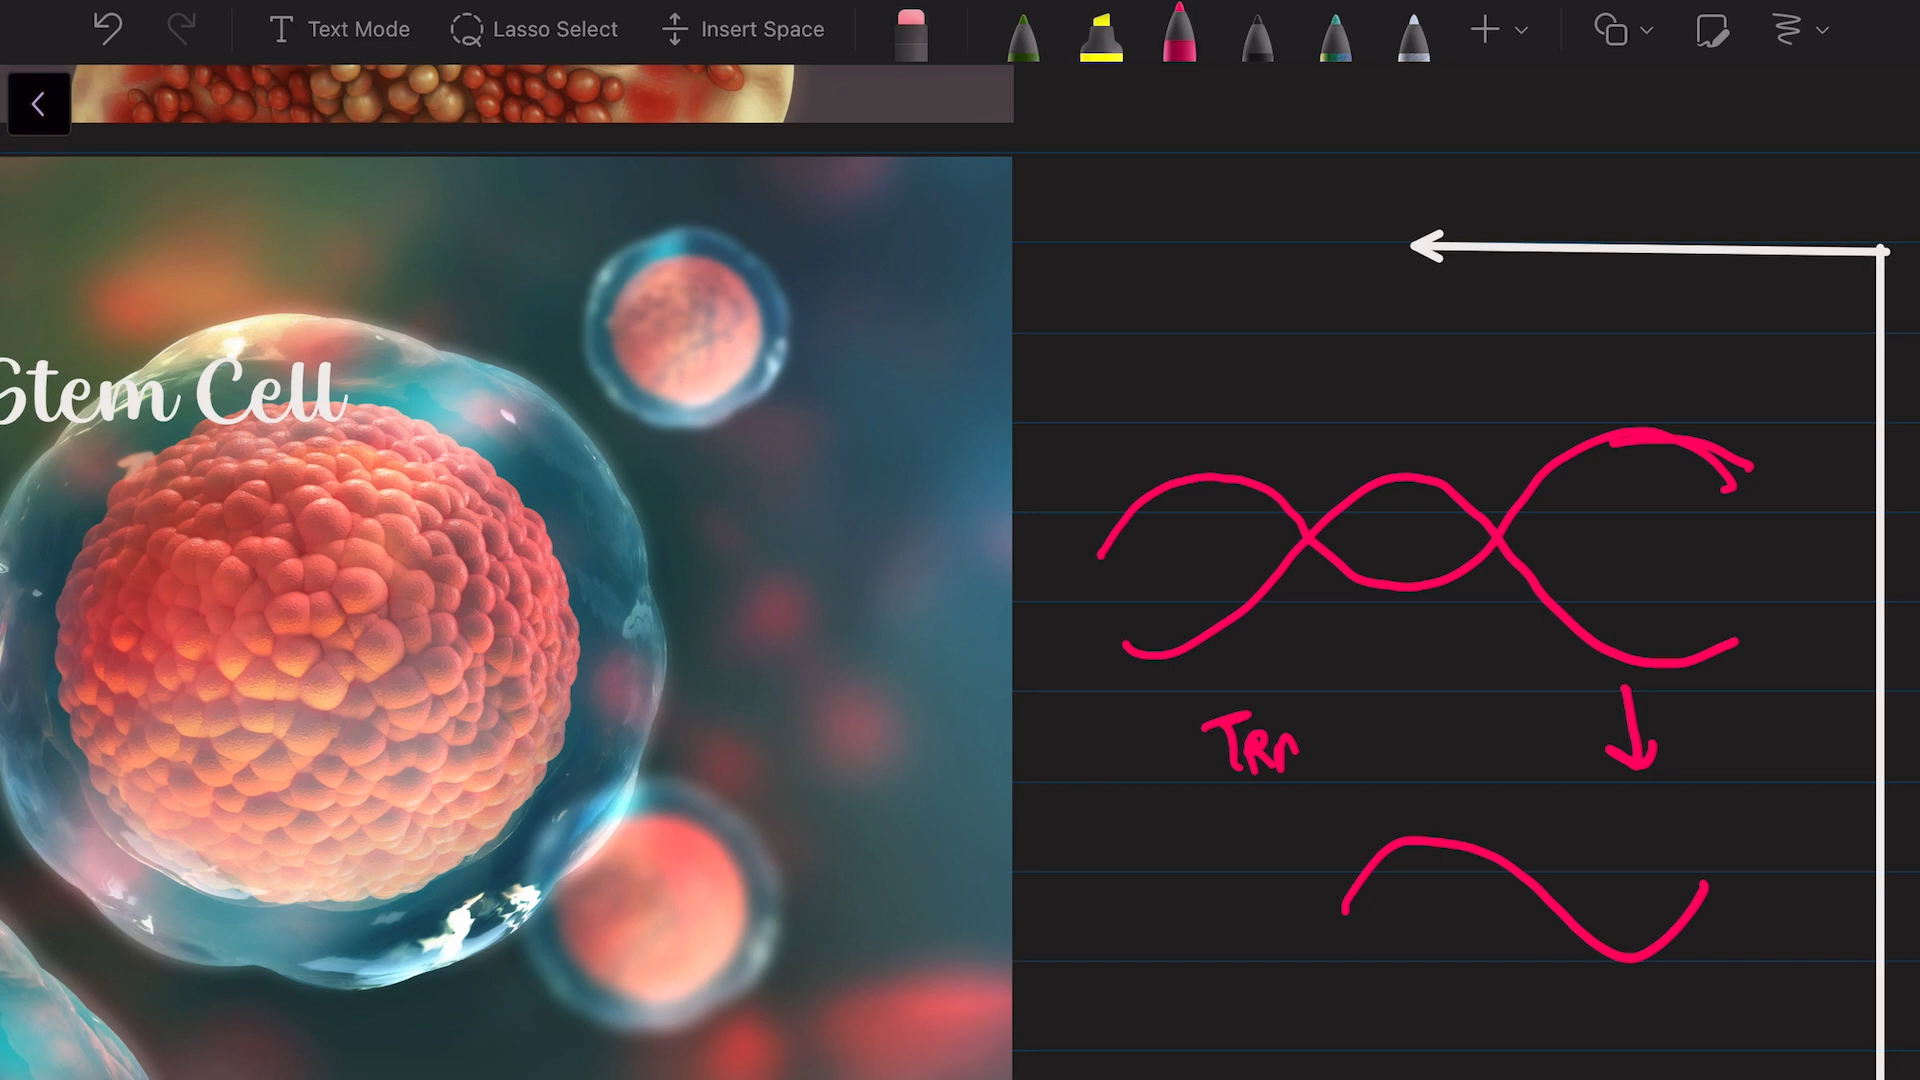 Text Mode Lasso Select Insert Space
Stem Cell
Trr